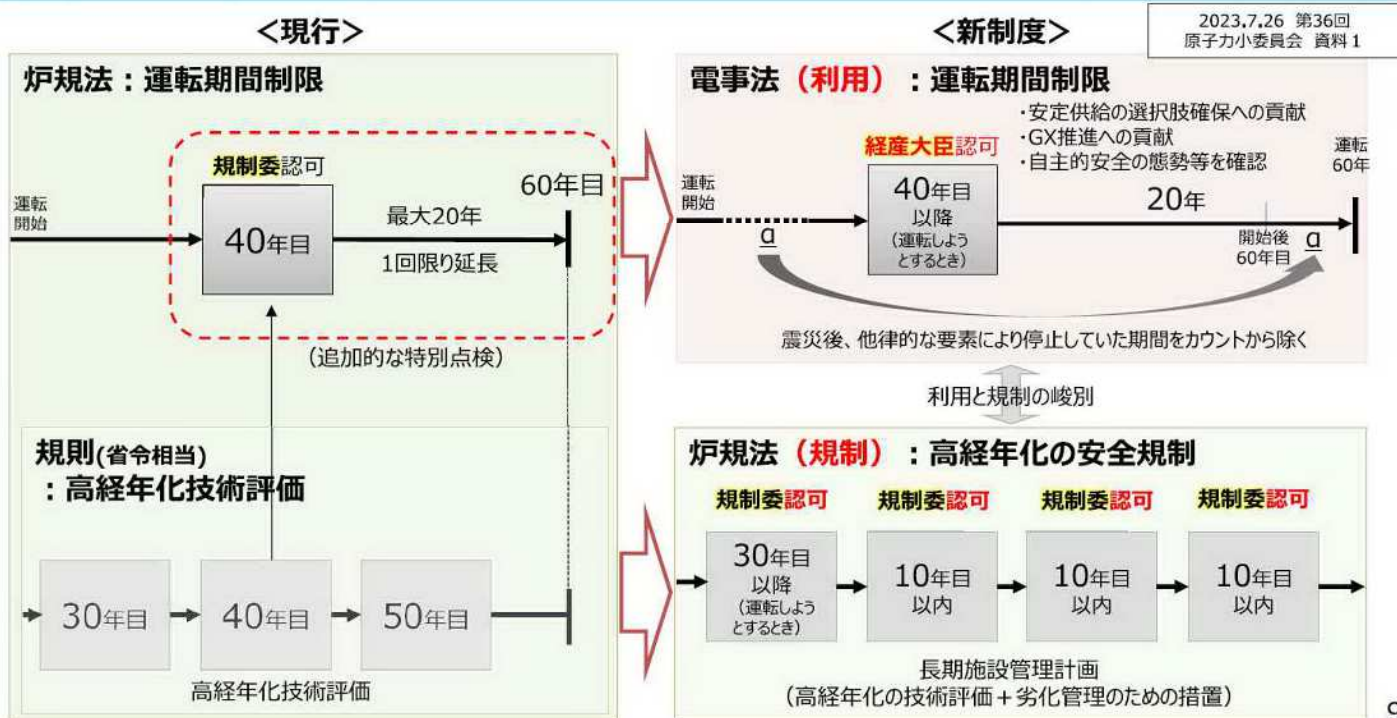 2023.7.26 第36回
原子力小委員会 資料1
<現行>
炉規法：運転期間制限
規制委認可
60年目
運転
開始
40年目
最大20年
1回限り延長
(追加的な特別点検)
規則(省令相当)
：高経年化技術評価
30年目
40年目
50年目
高経年化技術評価
<新制度>
電事法（利用）：運転期間制限
・安定供給の選択肢確保への貢献
・GX推進への貢献
・自主的安全の態勢等を確認
経産大臣認可
運転
60年
運転
開始
40年目
以降
(運転しよう
とするとき)
20年
α
開始後
60年目
α
震災後、他律的な要素により停止していた期間をカウントから除く
利用と規制の峻別
炉規法（規制）：高経年化の安全規制
規制委認可
規制委認可
規制委認可
規制委認可
30年目
以降
(運転しよう
とするとき)
10年目
以内
10年目
以内
10年目
以内
長期施設管理計画
(高経年化の技術評価+劣化管理のための措置)